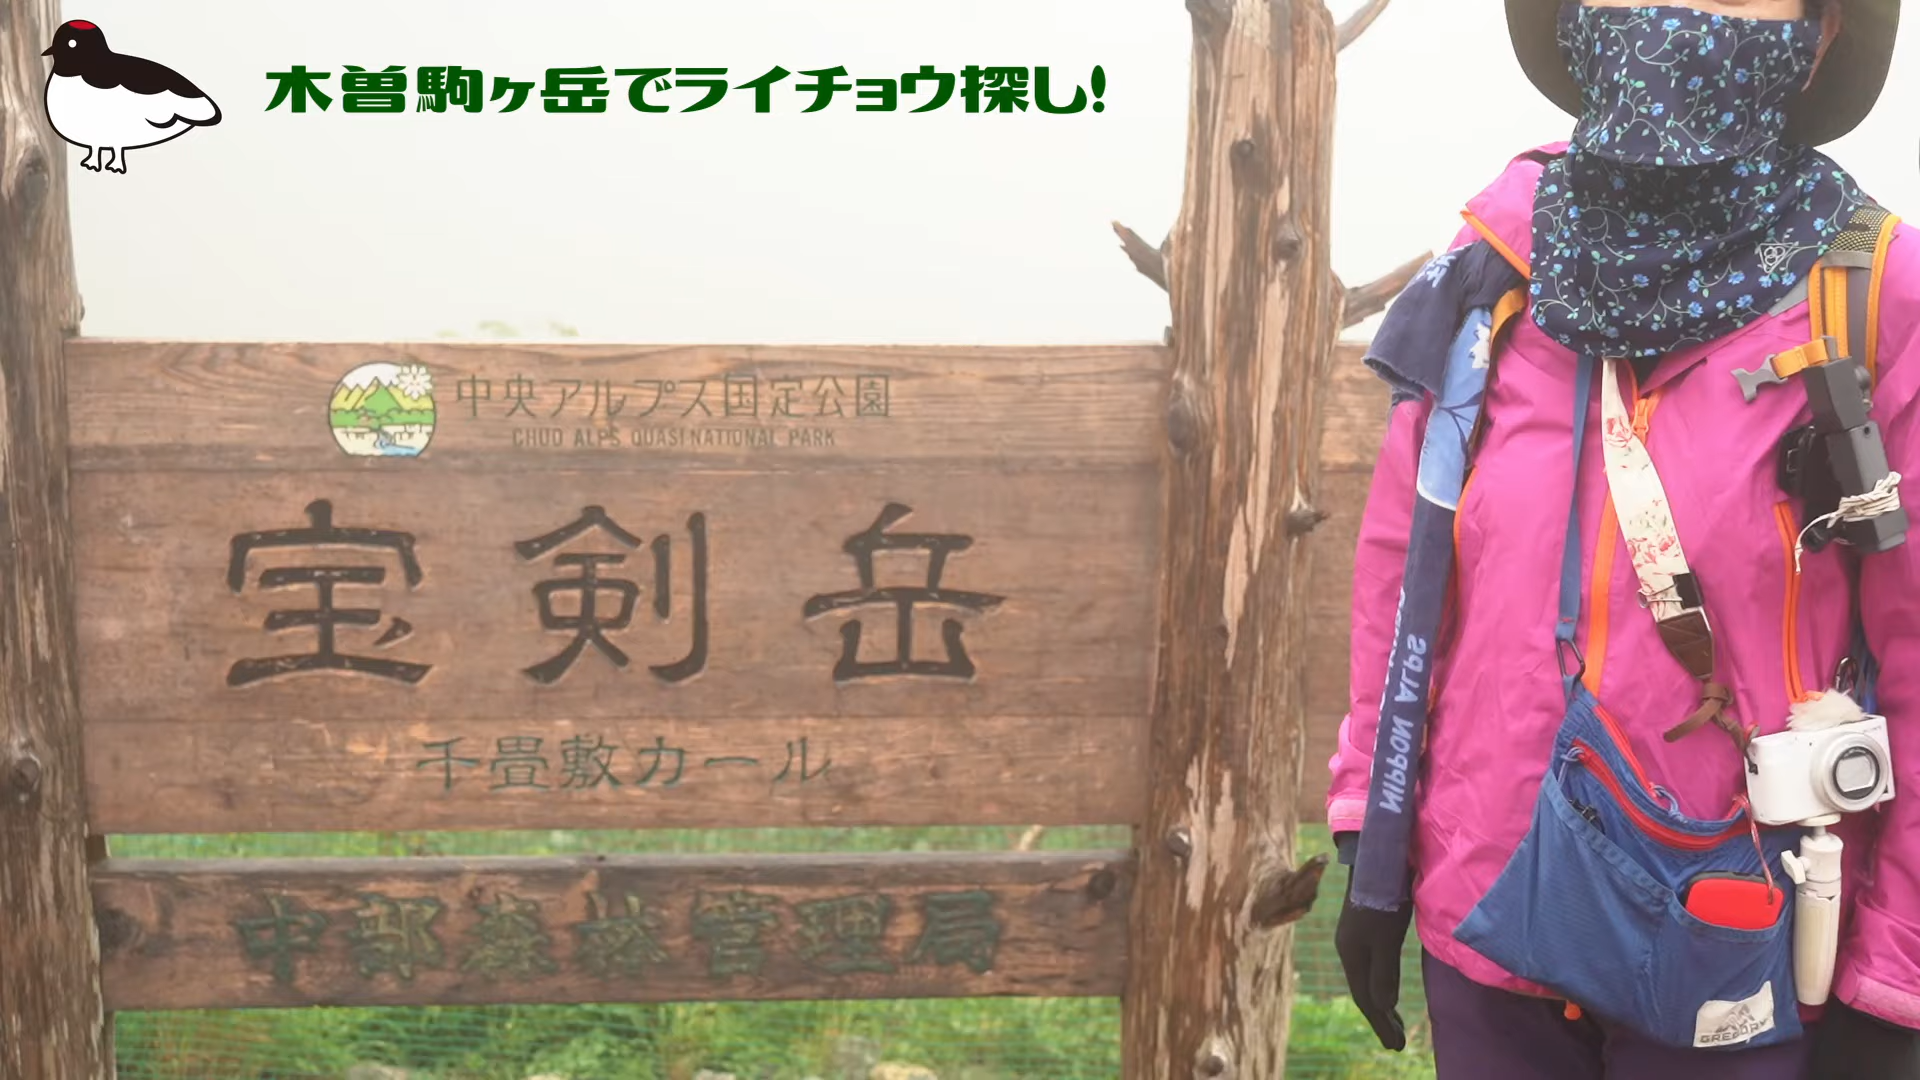 木曽駒ヶ岳でライチョウ探し!
中央アルプス国定公園
CHUO ALPS QUASI NATIONAL PARK
宝剣岳
千畳敷カール
中部森林管理局
NIPPON ALPS
GREGORY